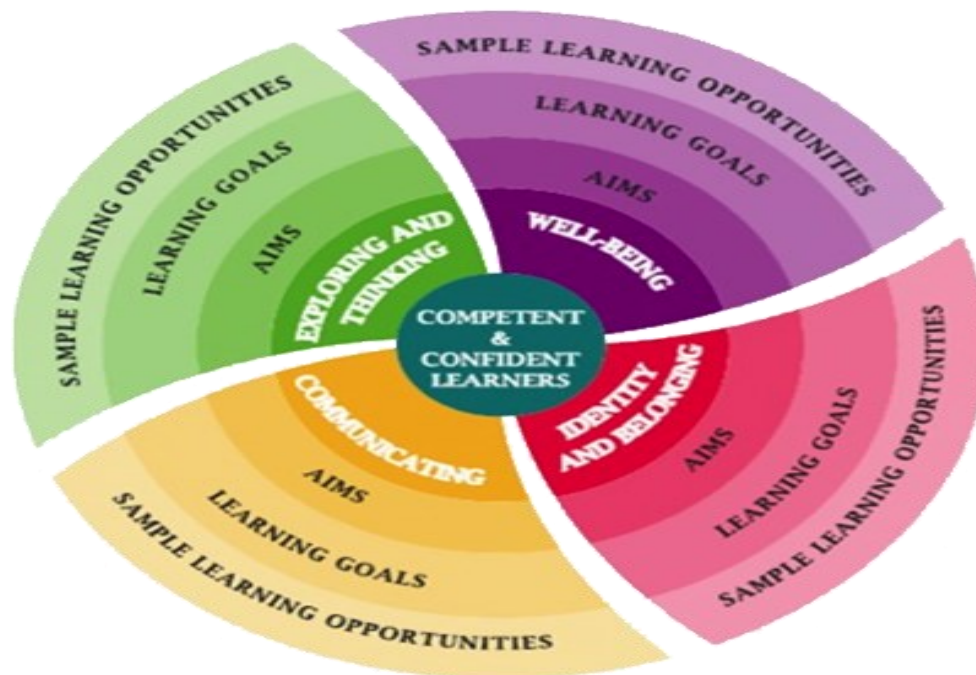 SAMPLE LEARNING OPPORTUNITIES
LEARNING GOALS
AIMS
EXPLORING AND
THINKING
SAMPLE LEARNING OPPORTUNITIES
LEARNING GOALS
AIMS
WELL-BEING
COMPETENT
&
CONFIDENT
LEARNERS
COMMUNICATING
AIMS
LEARNING GOALS
SAMPLE LEARNING OPPORTUNITIES
IDENTITY
AND BELONGING
AIMS
LEARNING GOALS
SAMPLE LEARNING OPPORTUNITIES